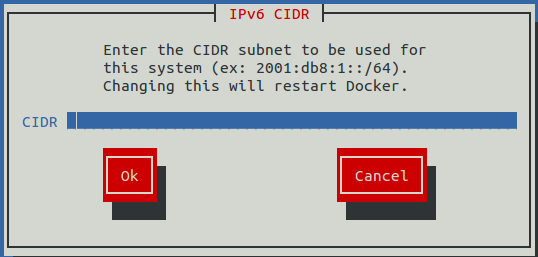 IPv6 CIDR
Enter the CIDR subnet to be used for
this system (ex: 2001:db8:1::/64).
Changing this will restart Docker.
CIDR
Ok Cancel